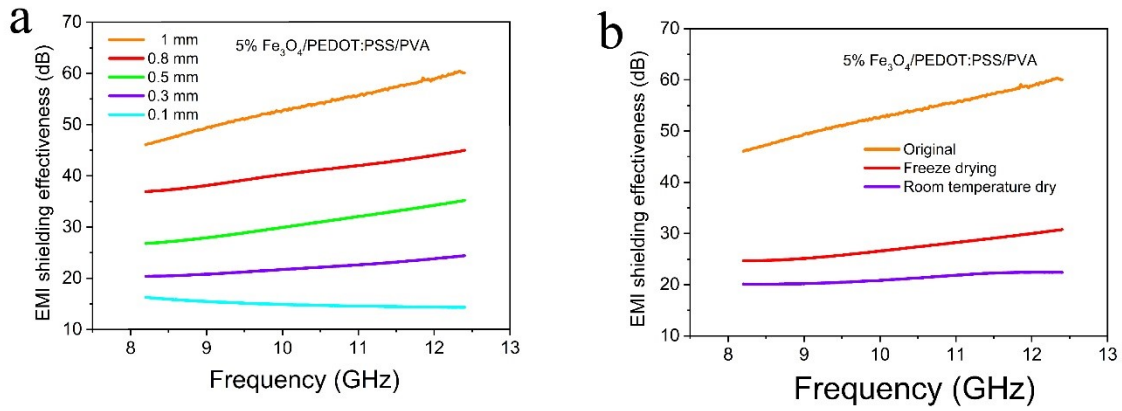 a
EMI shielding effectiveness (dB)
70
60
50
40
30
20
10
1 mm
0.8 mm
0.5 mm
0.3 mm
0.1 mm
5% Fe₃O₄/PEDOT:PSS/PVA
8 9 10 11 12 13
Frequency (GHz)
b
EMI shielding effectiveness (dB)
70
60
50
40
30
20
10
5% Fe₃O₄/PEDOT:PSS/PVA
Original
Freeze drying
Room temperature dry
8 9 10 11 12 13
Frequency (GHz)